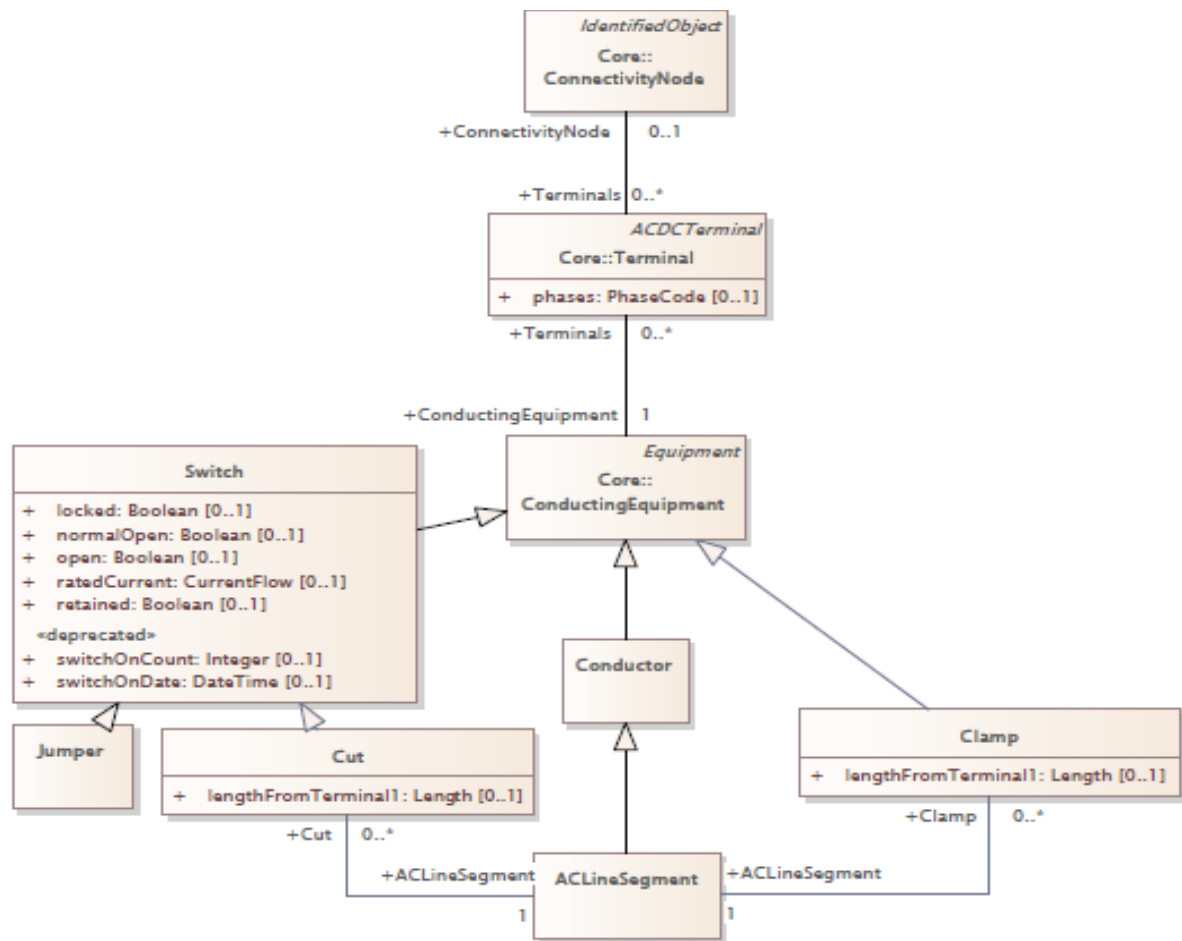 IdentifiedObject
Core::
ConnectivityNode
+ConnectivityNode 0..1
+Terminals 0..*
ACDCTerminal
Core::Terminal
+ phases: PhaseCode [0..1]
+Terminals 0..*
+ConductingEquipment 1
Equipment
Core::
ConductingEquipment
Switch
+ locked: Boolean [0..1]
+ normalOpen: Boolean [0..1]
+ open: Boolean [0..1]
+ ratedCurrent: CurrentFlow [0..1]
+ retained: Boolean [0..1]
«deprecated»
+ switchOnCount: Integer [0..1]
+ switchOnDate: DateTime [0..1]
Conductor
Jumper
Cut
+ lengthFromTerminal1: Length [0..1]
Clamp
+ lengthFromTerminal1: Length [0..1]
+Cut 0..*
+Clamp 0..*
+ACLineSegment
1
ACLineSegment
+ACLineSegment
1